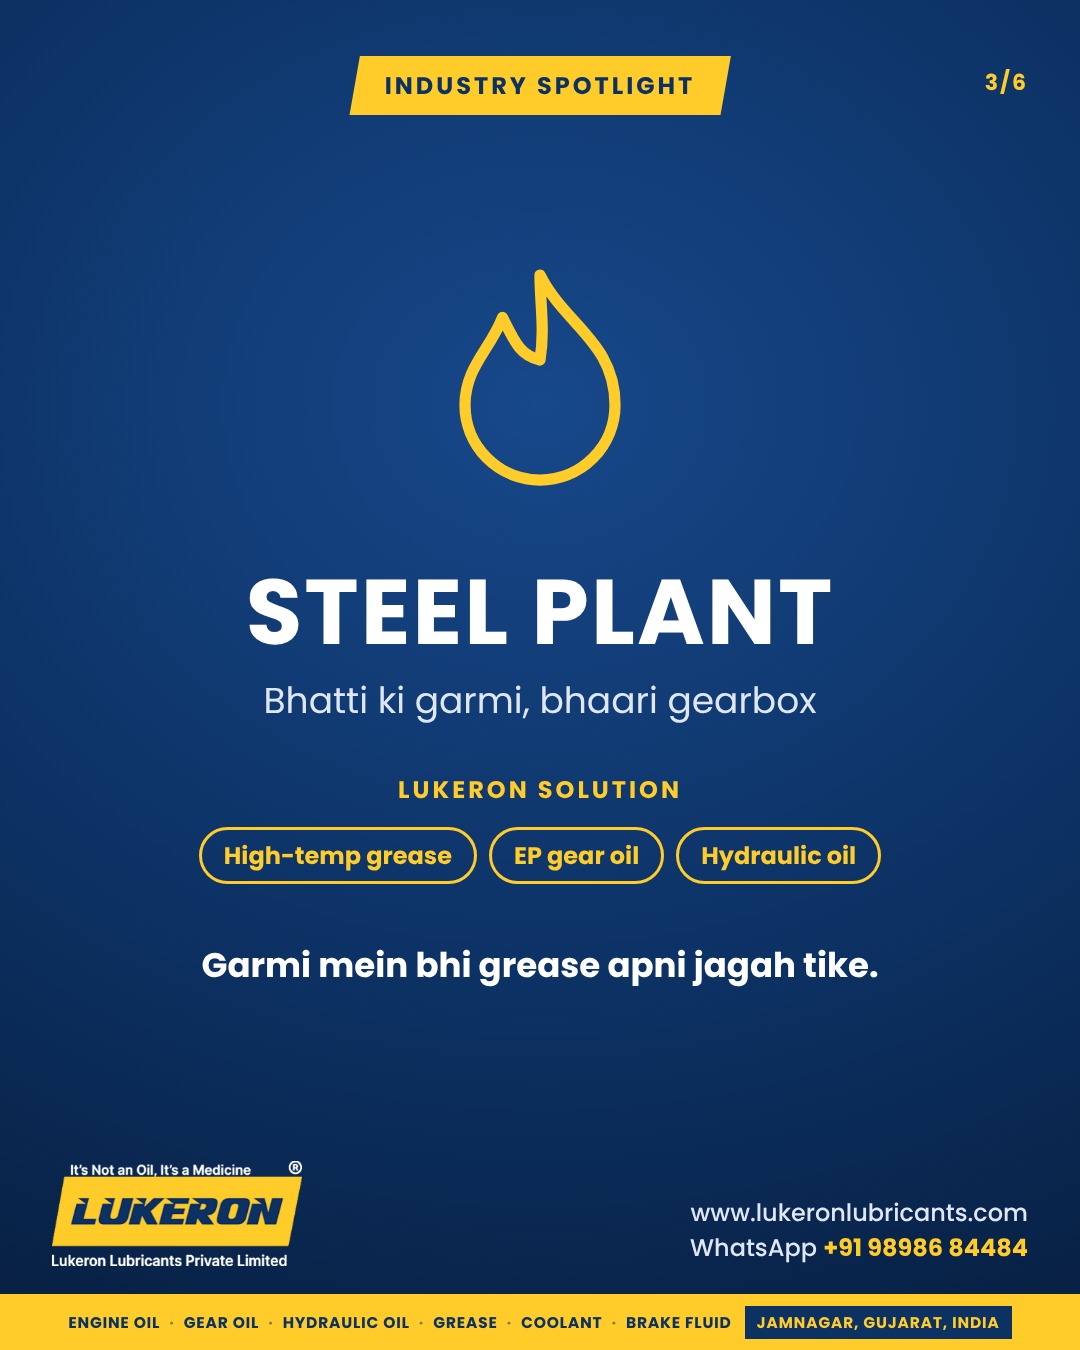 INDUSTRY SPOTLIGHT
3/6
STEEL PLANT
Bhatti ki garmi, bhaari gearbox
LUKERON SOLUTION
High-temp grease
EP gear oil
Hydraulic oil
Garmi mein bhi grease apni jagah tike.
It's Not an Oil, It's a Medicine ®
LUKERON
Lukeron Lubricants Private Limited
www.lukeronlubricants.com
WhatsApp +91 98986 84484
ENGINE OIL · GEAR OIL · HYDRAULIC OIL · GREASE · COOLANT · BRAKE FLUID JAMNAGAR, GUJARAT, INDIA